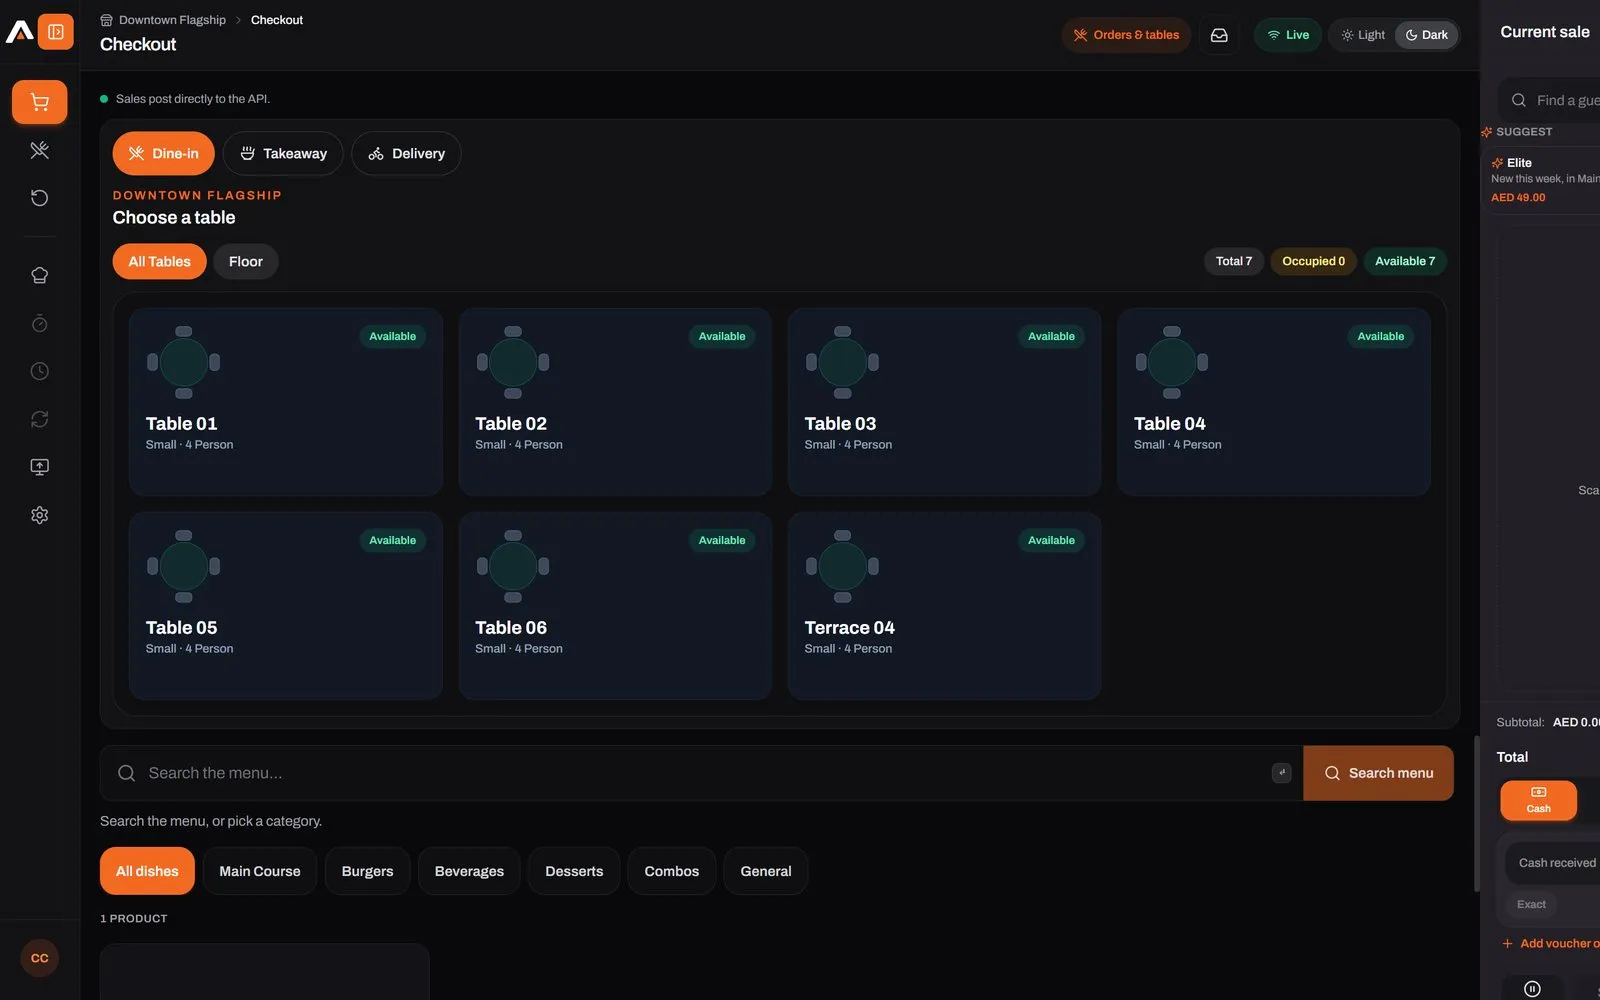 Downtown Flagship > Checkout
Checkout
Orders & tables
Live
Light
Dark
Sales post directly to the API.
Dine-in
Takeaway
Delivery
DOWNTOWN FLAGSHIP
Choose a table
All Tables
Floor
Total 7
Occupied 0
Available 7
Available
Table 01
Small · 4 Person
Available
Table 02
Small · 4 Person
Available
Table 03
Small · 4 Person
Available
Table 04
Small · 4 Person
Available
Table 05
Small · 4 Person
Available
Table 06
Small · 4 Person
Available
Terrace 04
Small · 4 Person
Search the menu...
Search menu
Search the menu, or pick a category.
All dishes
Main Course
Burgers
Beverages
Desserts
Combos
General
1 PRODUCT
CC
Current sale
Find a gue
SUGGEST
Elite
New this week, in Main
AED 49.00
Sca
Subtotal: AED 0.00
Total
Cash
Cash received
Exact
+ Add voucher o